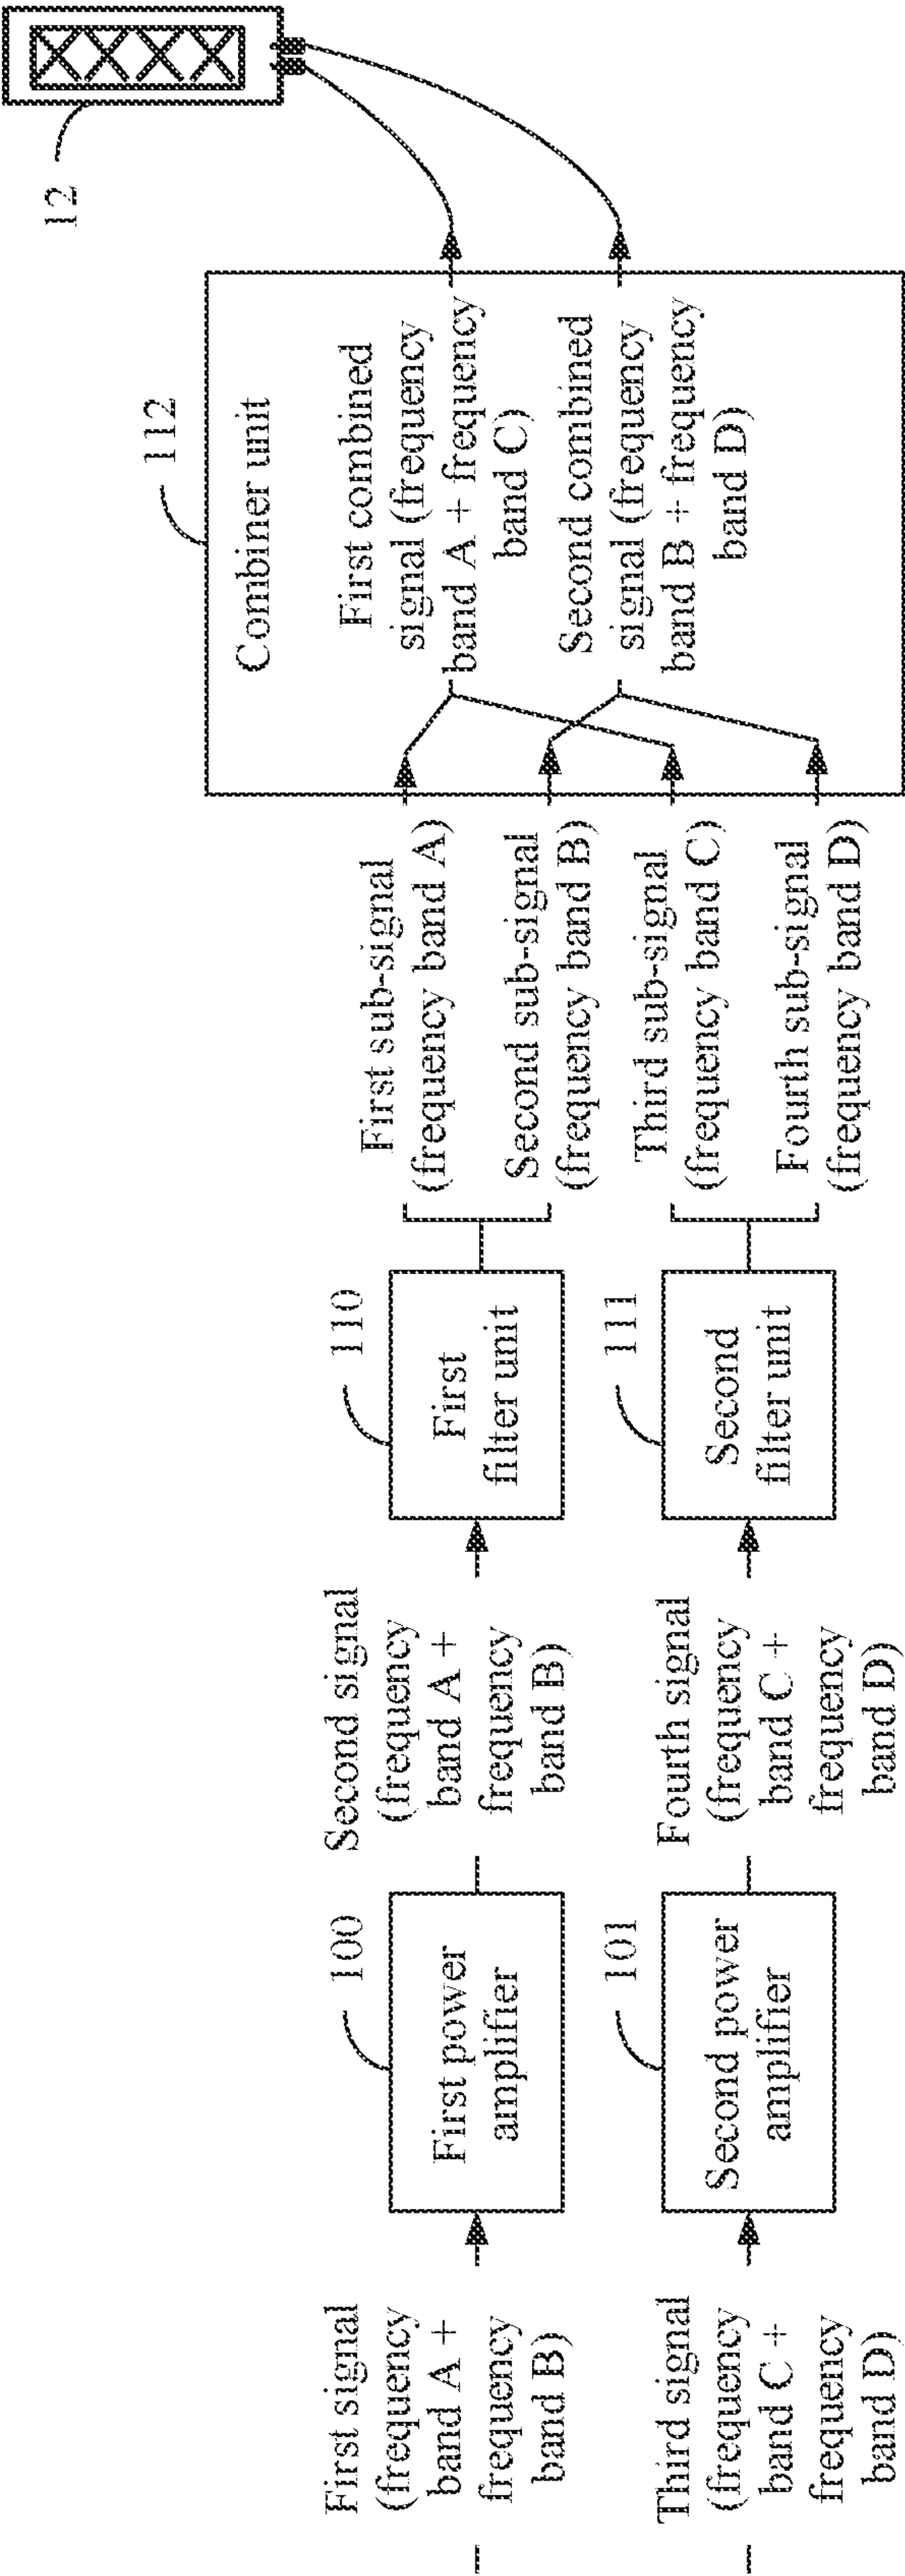 First signal
(frequency
band A +
frequency
band B)
100
First power
amplifier
Second signal
(frequency
band A +
frequency
band B)
110
First
filter unit
First sub-signal
(frequency band A)
Second sub-signal
(frequency band B)
Third signal
(frequency
band C +
frequency
band D)
101
Second power
amplifier
Fourth signal
(frequency
band C +
frequency
band D)
111
Second
filter unit
Third sub-signal
(frequency band C)
Fourth sub-signal
(frequency band D)
112
Combiner unit
First combined
signal (frequency
band A + frequency
band C)
Second combined
signal (frequency
band B + frequency
band D)
12